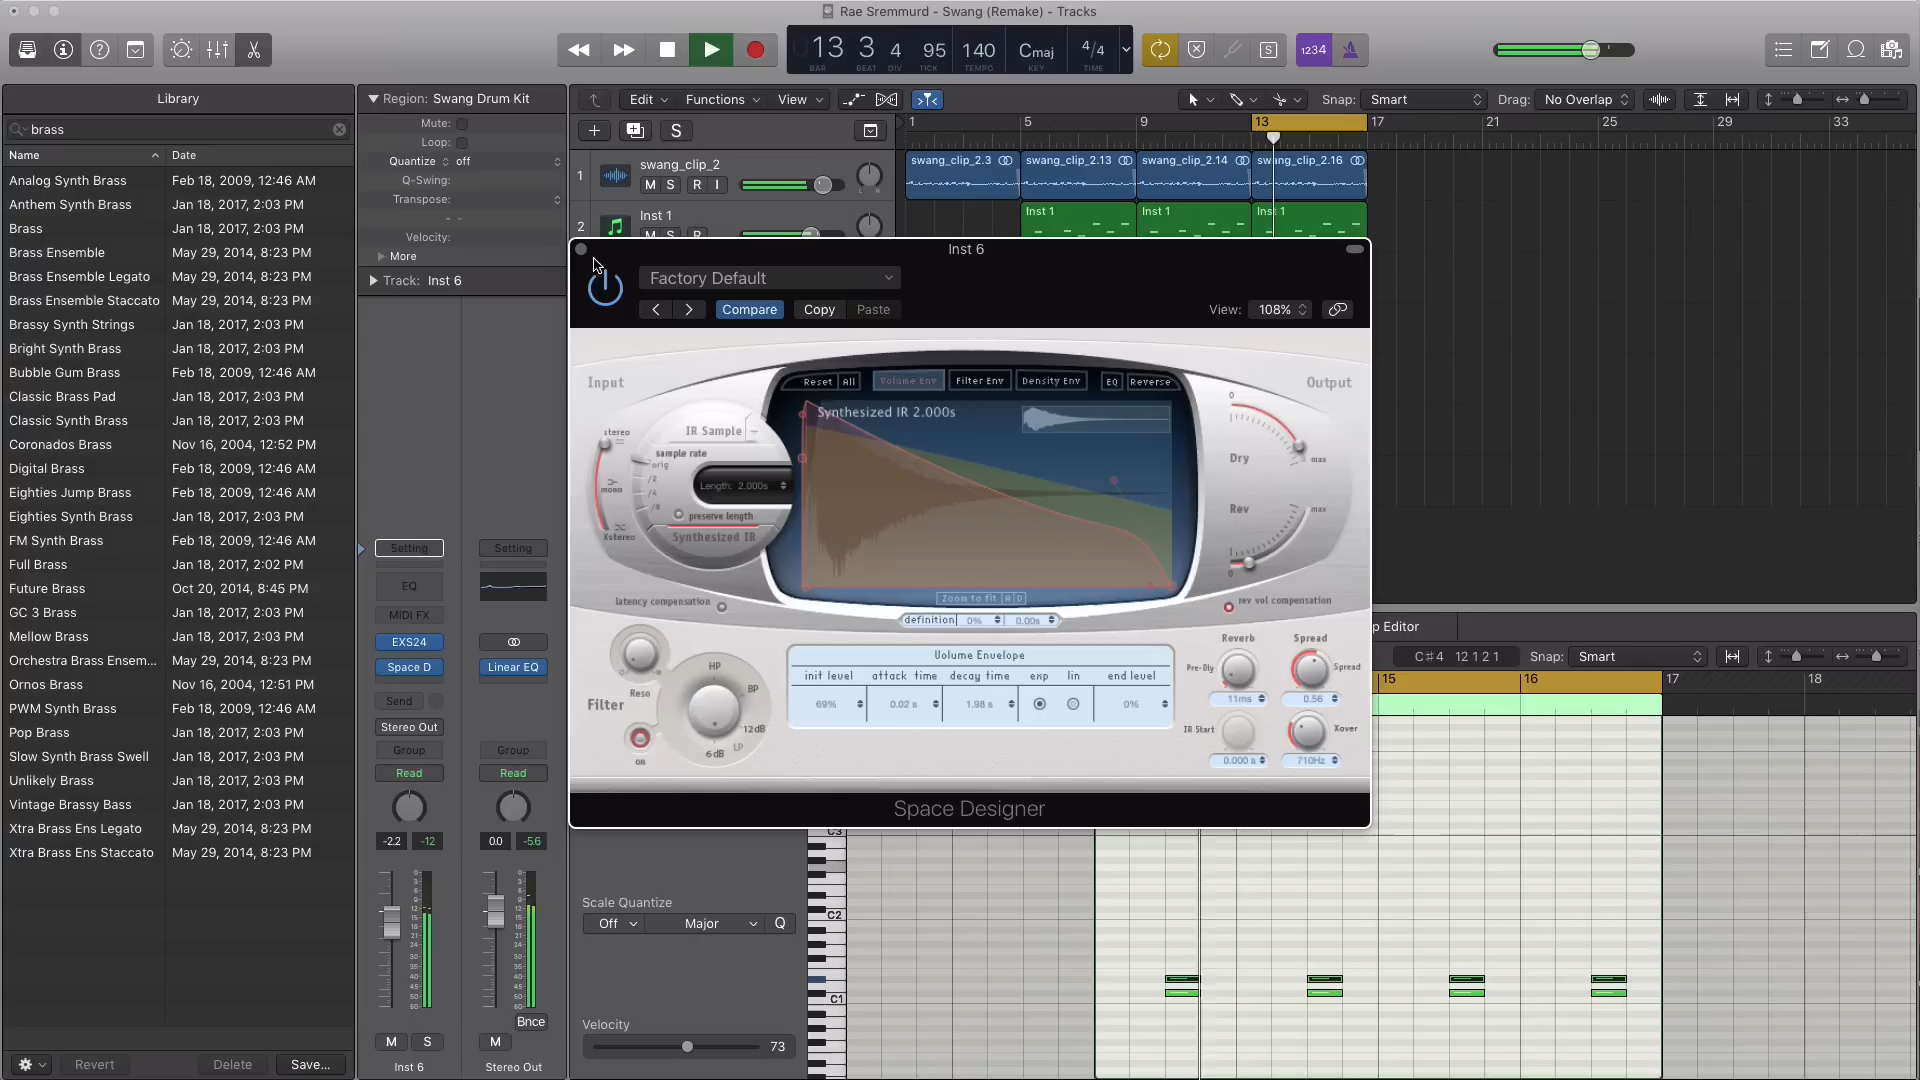 Rae Sremmurd - Swang (Remake) - Tracks
13 3 4 95 140 Cmaj 4/4
BAR BEAT DIV TICK TEMPO KEY TIME
S 1234
Library
brass
Name Date
Analog Synth Brass Feb 18, 2009, 12:46 AM
Anthem Synth Brass Jan 18, 2017, 2:03 PM
Brass Jan 18, 2017, 2:03 PM
Brass Ensemble May 29, 2014, 8:23 PM
Brass Ensemble Legato May 29, 2014, 8:23 PM
Brass Ensemble Staccato May 29, 2014, 8:23 PM
Brassy Synth Strings Jan 18, 2017, 2:03 PM
Bright Synth Brass Jan 18, 2017, 2:03 PM
Bubble Gum Brass Feb 18, 2009, 12:46 AM
Classic Brass Pad Jan 18, 2017, 2:03 PM
Classic Synth Brass Jan 18, 2017, 2:03 PM
Coronados Brass Nov 16, 2004, 12:52 PM
Digital Brass Feb 18, 2009, 12:46 AM
Eighties Jump Brass Feb 18, 2009, 12:46 AM
Eighties Synth Brass Jan 18, 2017, 2:03 PM
FM Synth Brass Feb 18, 2009, 12:46 AM
Full Brass Jan 18, 2017, 2:02 PM
Future Brass Oct 20, 2014, 8:45 PM
GC 3 Brass Jan 18, 2017, 2:03 PM
Mellow Brass Jan 18, 2017, 2:03 PM
Orchestra Brass Ensem... May 29, 2014, 8:23 PM
Ornos Brass Nov 16, 2004, 12:51 PM
PWM Synth Brass Feb 18, 2009, 12:46 AM
Pop Brass Jan 18, 2017, 2:03 PM
Slow Synth Brass Swell Jan 18, 2017, 2:03 PM
Unlikely Brass Jan 18, 2017, 2:03 PM
Vintage Brassy Bass Jan 18, 2017, 2:03 PM
Xtra Brass Ens Legato May 29, 2014, 8:23 PM
Xtra Brass Ens Staccato May 29, 2014, 8:23 PM
Revert Delete Save...
Region: Swang Drum Kit
Mute:
Loop:
Quantize off
Q-Swing:
Transpose:
Velocity:
More
Track: Inst 6
Setting Setting
EQ
MIDI FX
EXS24
Space D Linear EQ
Send
Stereo Out
Group Group
Read Read
-2.2 -12 0.0 -5.6
Bnce
M S M
Inst 6 Stereo Out
Edit Functions View Snap: Smart Drag: No Overlap
S
1 5 9 13 17 21 25 29 33
1 swang_clip_2
M S R I
swang_clip_2.3 swang_clip_2.13 swang_clip_2.14 swang_clip_2.16
2 Inst 1
M S R
Inst 1 Inst 1 Inst 1
Inst 6
Factory Default
Compare Copy Paste View: 108%
Input Output
Reset All Volume Env Filter Env Density Env EQ Reverse
Synthesized IR 2.000s
stereo
mono
Xstereo
IR Sample
sample rate
orig
/2
/4
/8
Length: 2.000s
preserve length
Synthesized IR
0
Dry
max
Rev
max
0
Zoom to fit A D
latency compensation
rev vol compensation
definition 0% 0.00s
Reso
Filter
on
HP
BP
12dB
LP
6dB
Volume Envelope
init level attack time decay time exp lin end level
69% 0.02 s 1.98 s 0%
Reverb Spread
Pre-Dly Spread
11ms 0.56
IR Start Xover
0.000 s 710Hz
Space Designer
p Editor
C♯4 12 1 2 1 Snap: Smart
15 16 17 18
C3
C2
C1
Scale Quantize
Off Major Q
Velocity
73